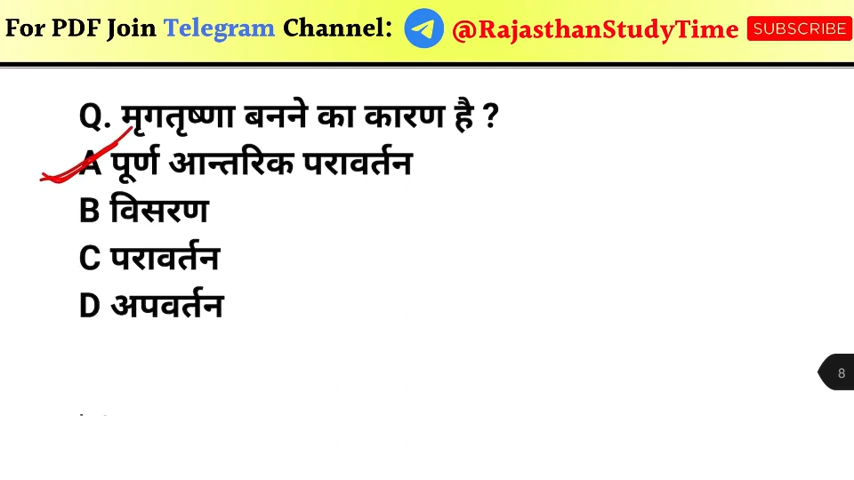 For PDF Join Telegram Channel: @RajasthanStudyTime SUBSCRIBE
Q. मृगतृष्णा बनने का कारण है ?
A पूर्ण आन्तरिक परावर्तन
B विसरण
C परावर्तन
D अपवर्तन
8